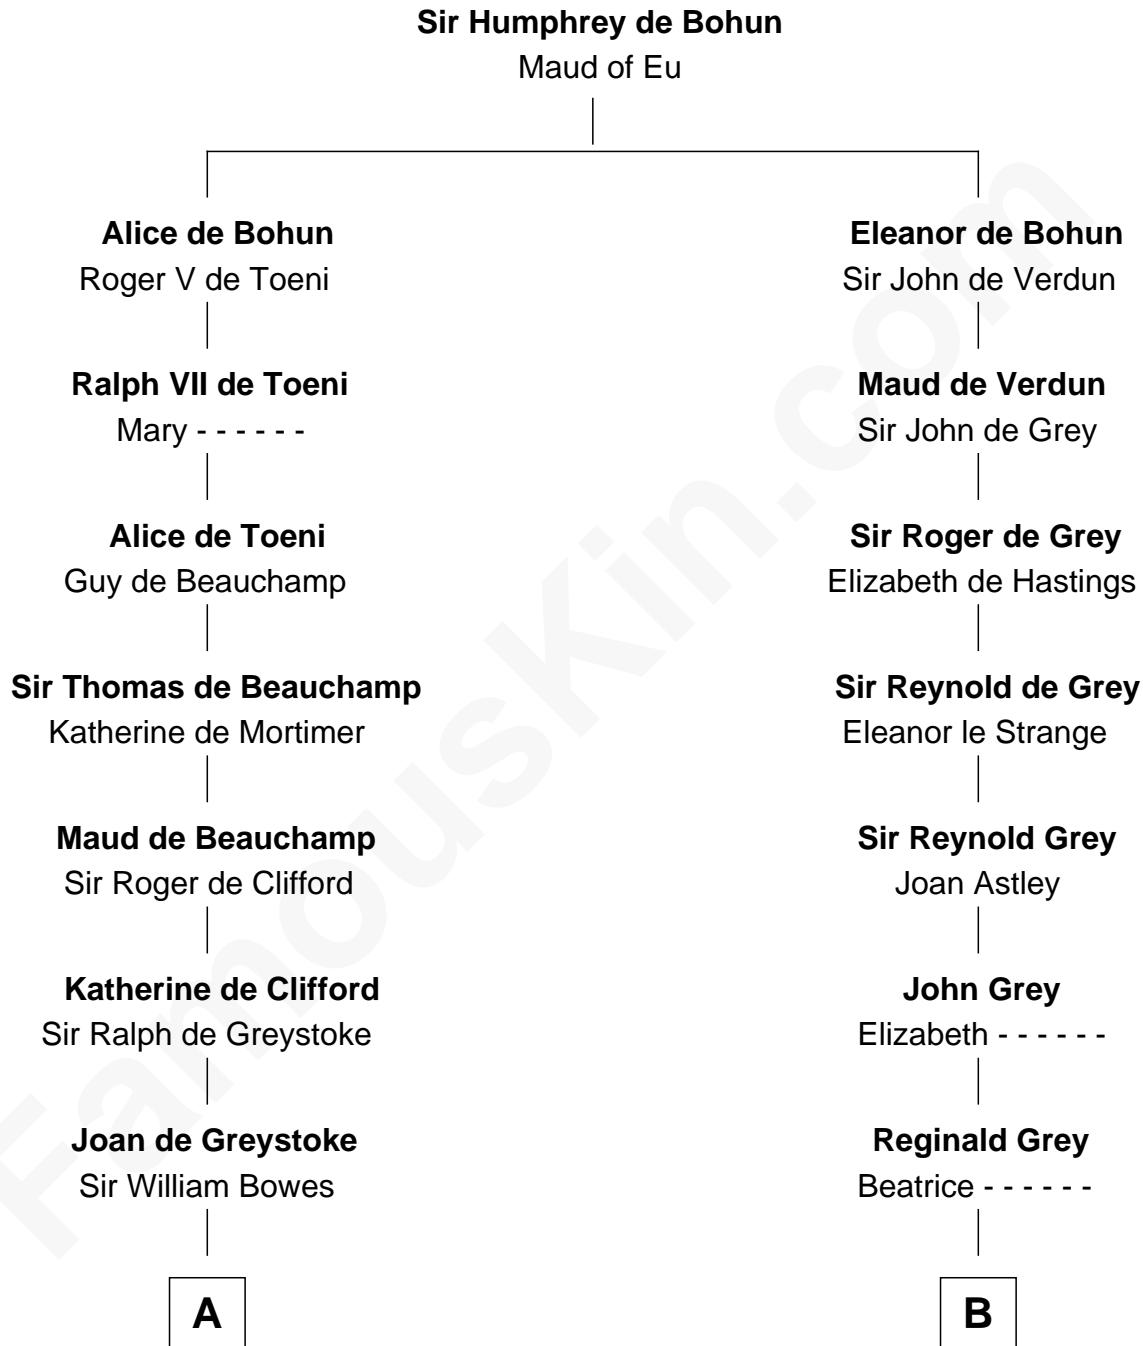 Sir Humphrey de Bohun
Maud of Eu
Alice de Bohun
Roger V de Toeni
Ralph VII de Toeni
Mary - - - - - -
Alice de Toeni
Guy de Beauchamp
Sir Thomas de Beauchamp
Katherine de Mortimer
Maud de Beauchamp
Sir Roger de Clifford
Katherine de Clifford
Sir Ralph de Greystoke
Joan de Greystoke
Sir William Bowes
A
Eleanor de Bohun
Sir John de Verdun
Maud de Verdun
Sir John de Grey
Sir Roger de Grey
Elizabeth de Hastings
Sir Reynold de Grey
Eleanor le Strange
Sir Reynold Grey
Joan Astley
John Grey
Elizabeth - - - - - -
Reginald Grey
Beatrice - - - - - -
B
FamousKin.com